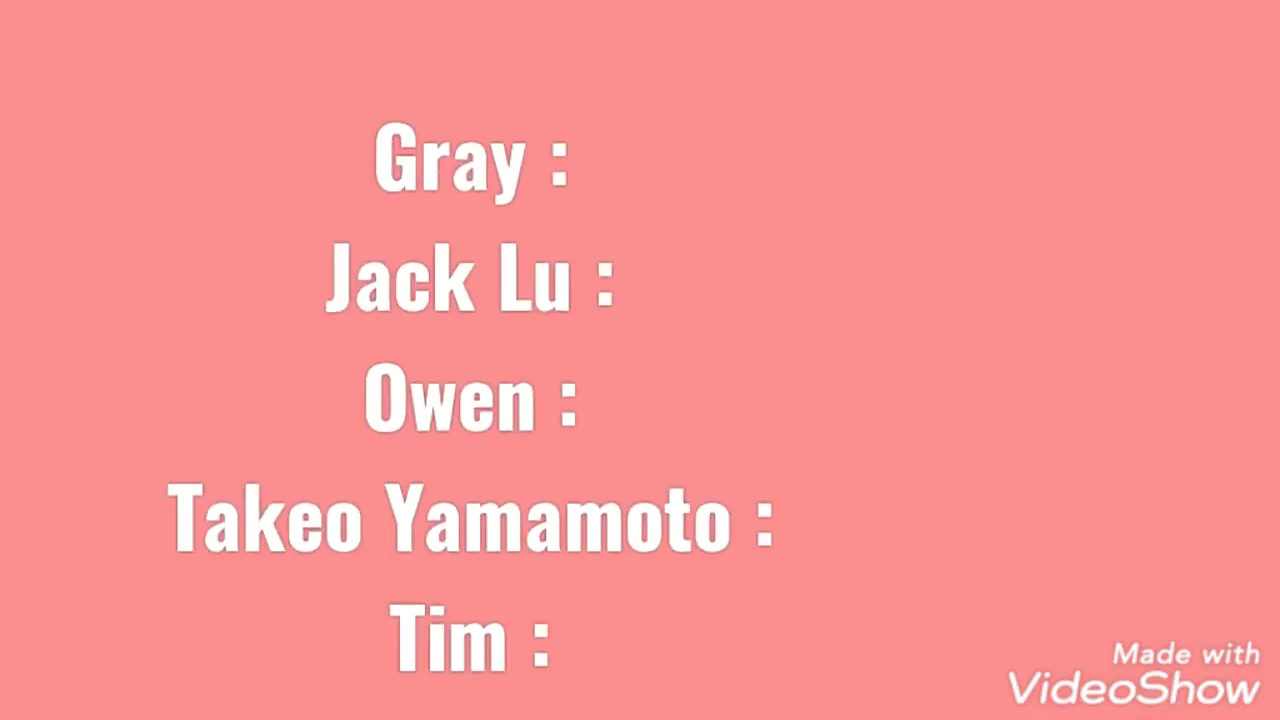 Gray :
Jack Lu :
Owen :
Takeo Yamamoto :
Tim :
Made with
VideoShow